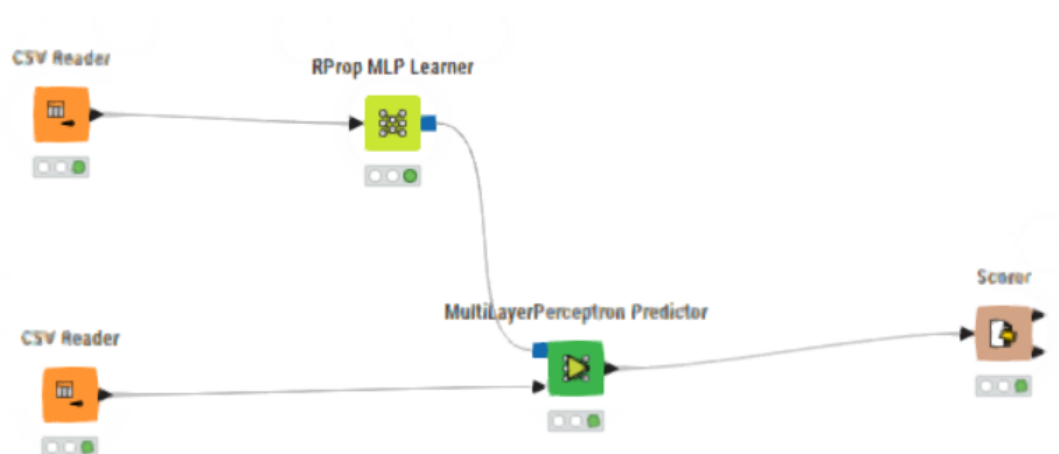 CSV Reader
RProp MLP Learner
MultiLayerPerceptron Predictor
Scorer
CSV Reader